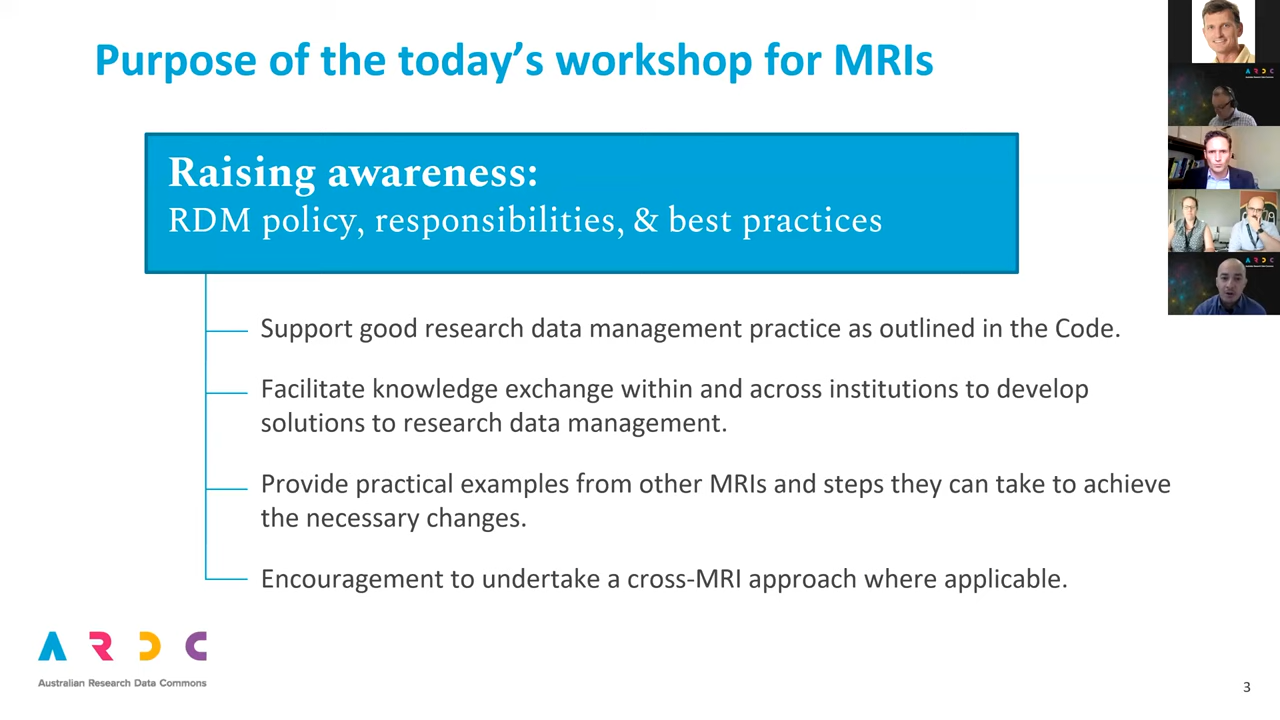 Purpose of the today's workshop for MRIs
Raising awareness:
RDM policy, responsibilities, & best practices
Support good research data management practice as outlined in the Code.
Facilitate knowledge exchange within and across institutions to develop
solutions to research data management.
Provide practical examples from other MRIs and steps they can take to achieve
the necessary changes.
Encouragement to undertake a cross-MRI approach where applicable.
ARDC
Australian Research Data Commons
3
A R D C
A R D C